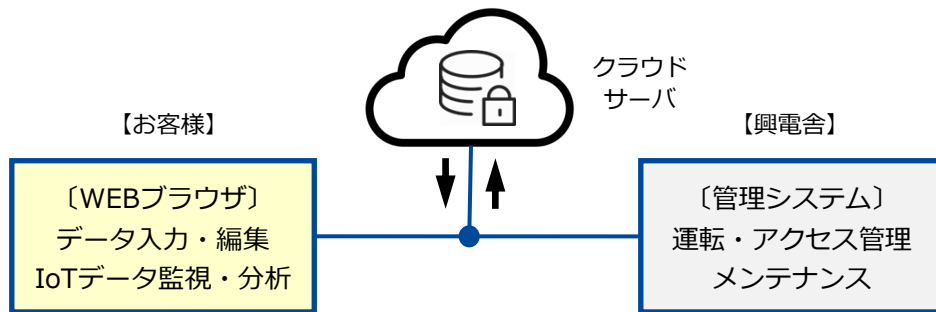 クラウド
サーバ
【お客様】
【興電舎】
〔WEBブラウザ〕
データ入力・編集
IoTデータ監視・分析
〔管理システム〕
運転・アクセス管理
メンテナンス